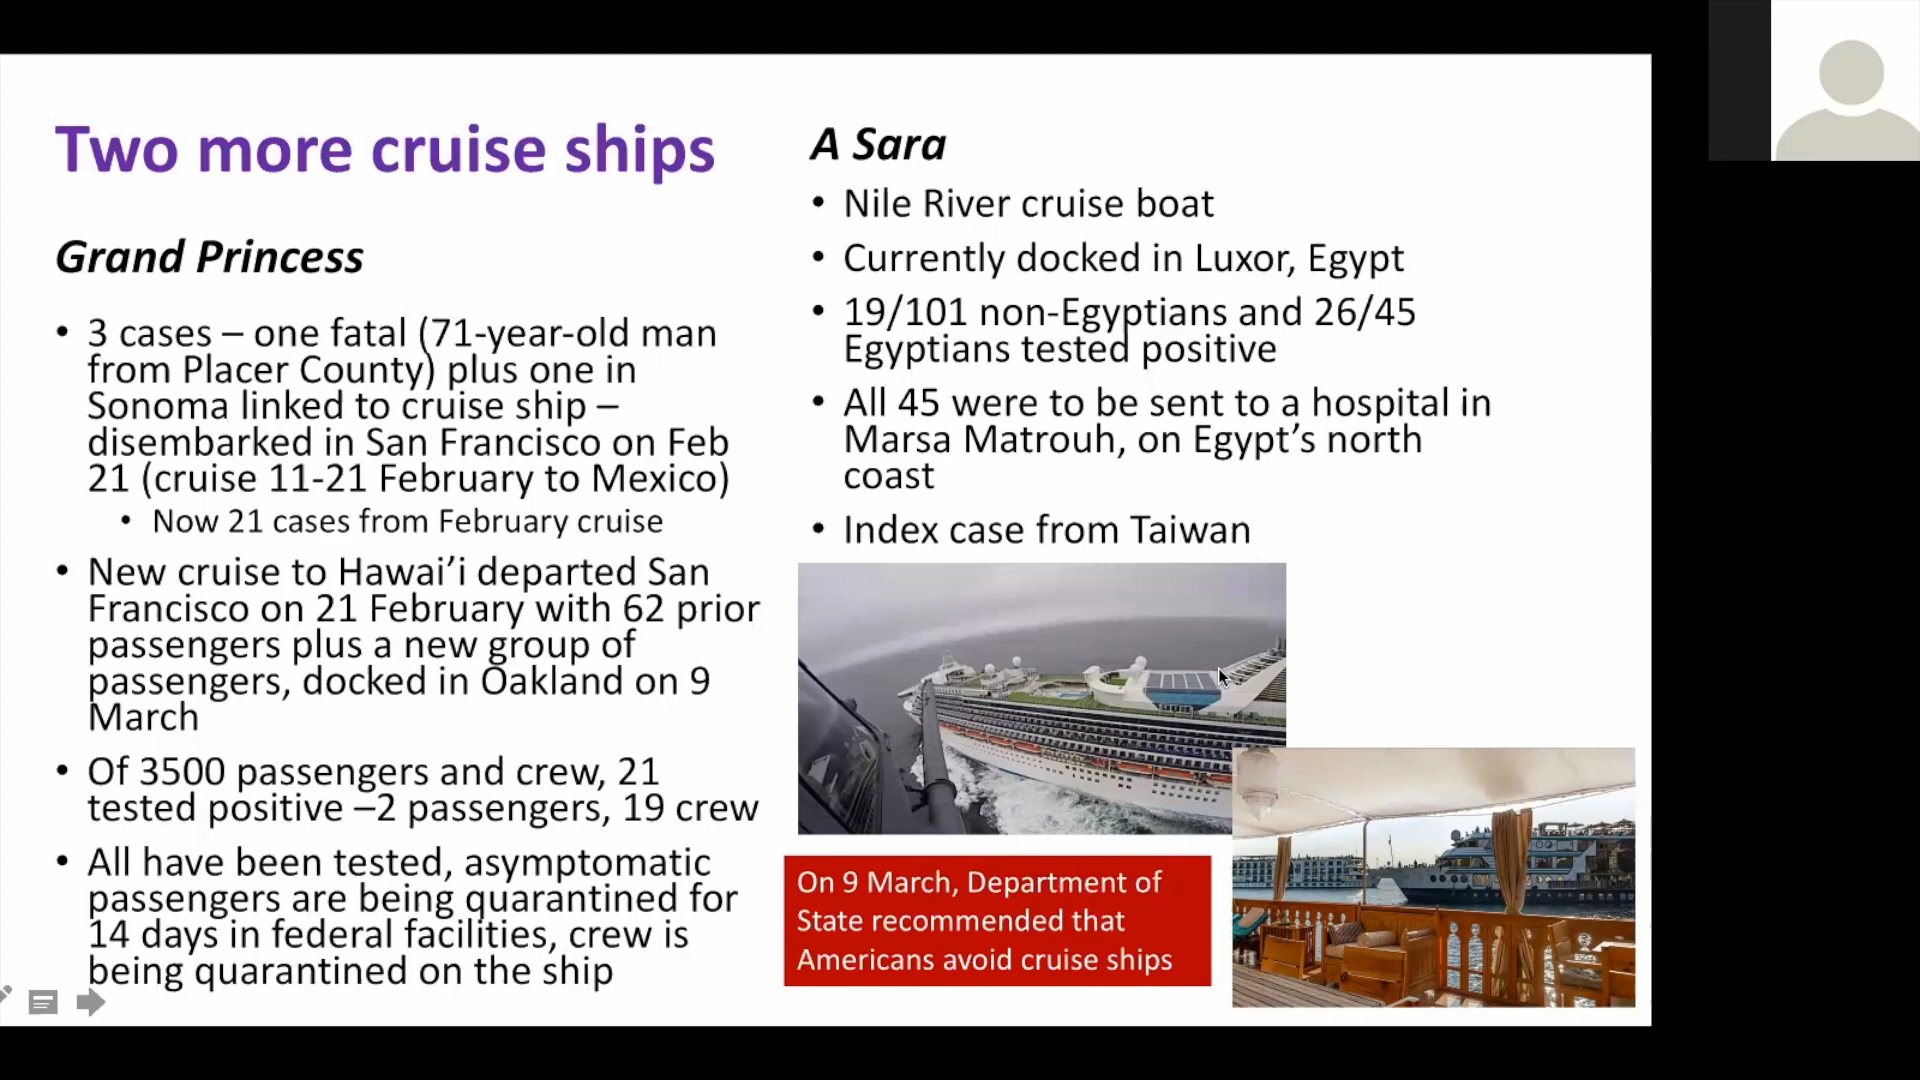 Two more cruise ships
Grand Princess
• 3 cases – one fatal (71-year-old man
from Placer County) plus one in
Sonoma linked to cruise ship –
disembarked in San Francisco on Feb
21 (cruise 11-21 February to Mexico)
• Now 21 cases from February cruise
• New cruise to Hawai’i departed San
Francisco on 21 February with 62 prior
passengers plus a new group of
passengers, docked in Oakland on 9
March
• Of 3500 passengers and crew, 21
tested positive –2 passengers, 19 crew
• All have been tested, asymptomatic
passengers are being quarantined for
14 days in federal facilities, crew is
being quarantined on the ship
A Sara
• Nile River cruise boat
• Currently docked in Luxor, Egypt
• 19/101 non-Egyptians and 26/45
Egyptians tested positive
• All 45 were to be sent to a hospital in
Marsa Matrouh, on Egypt’s north
coast
• Index case from Taiwan
On 9 March, Department of
State recommended that
Americans avoid cruise ships